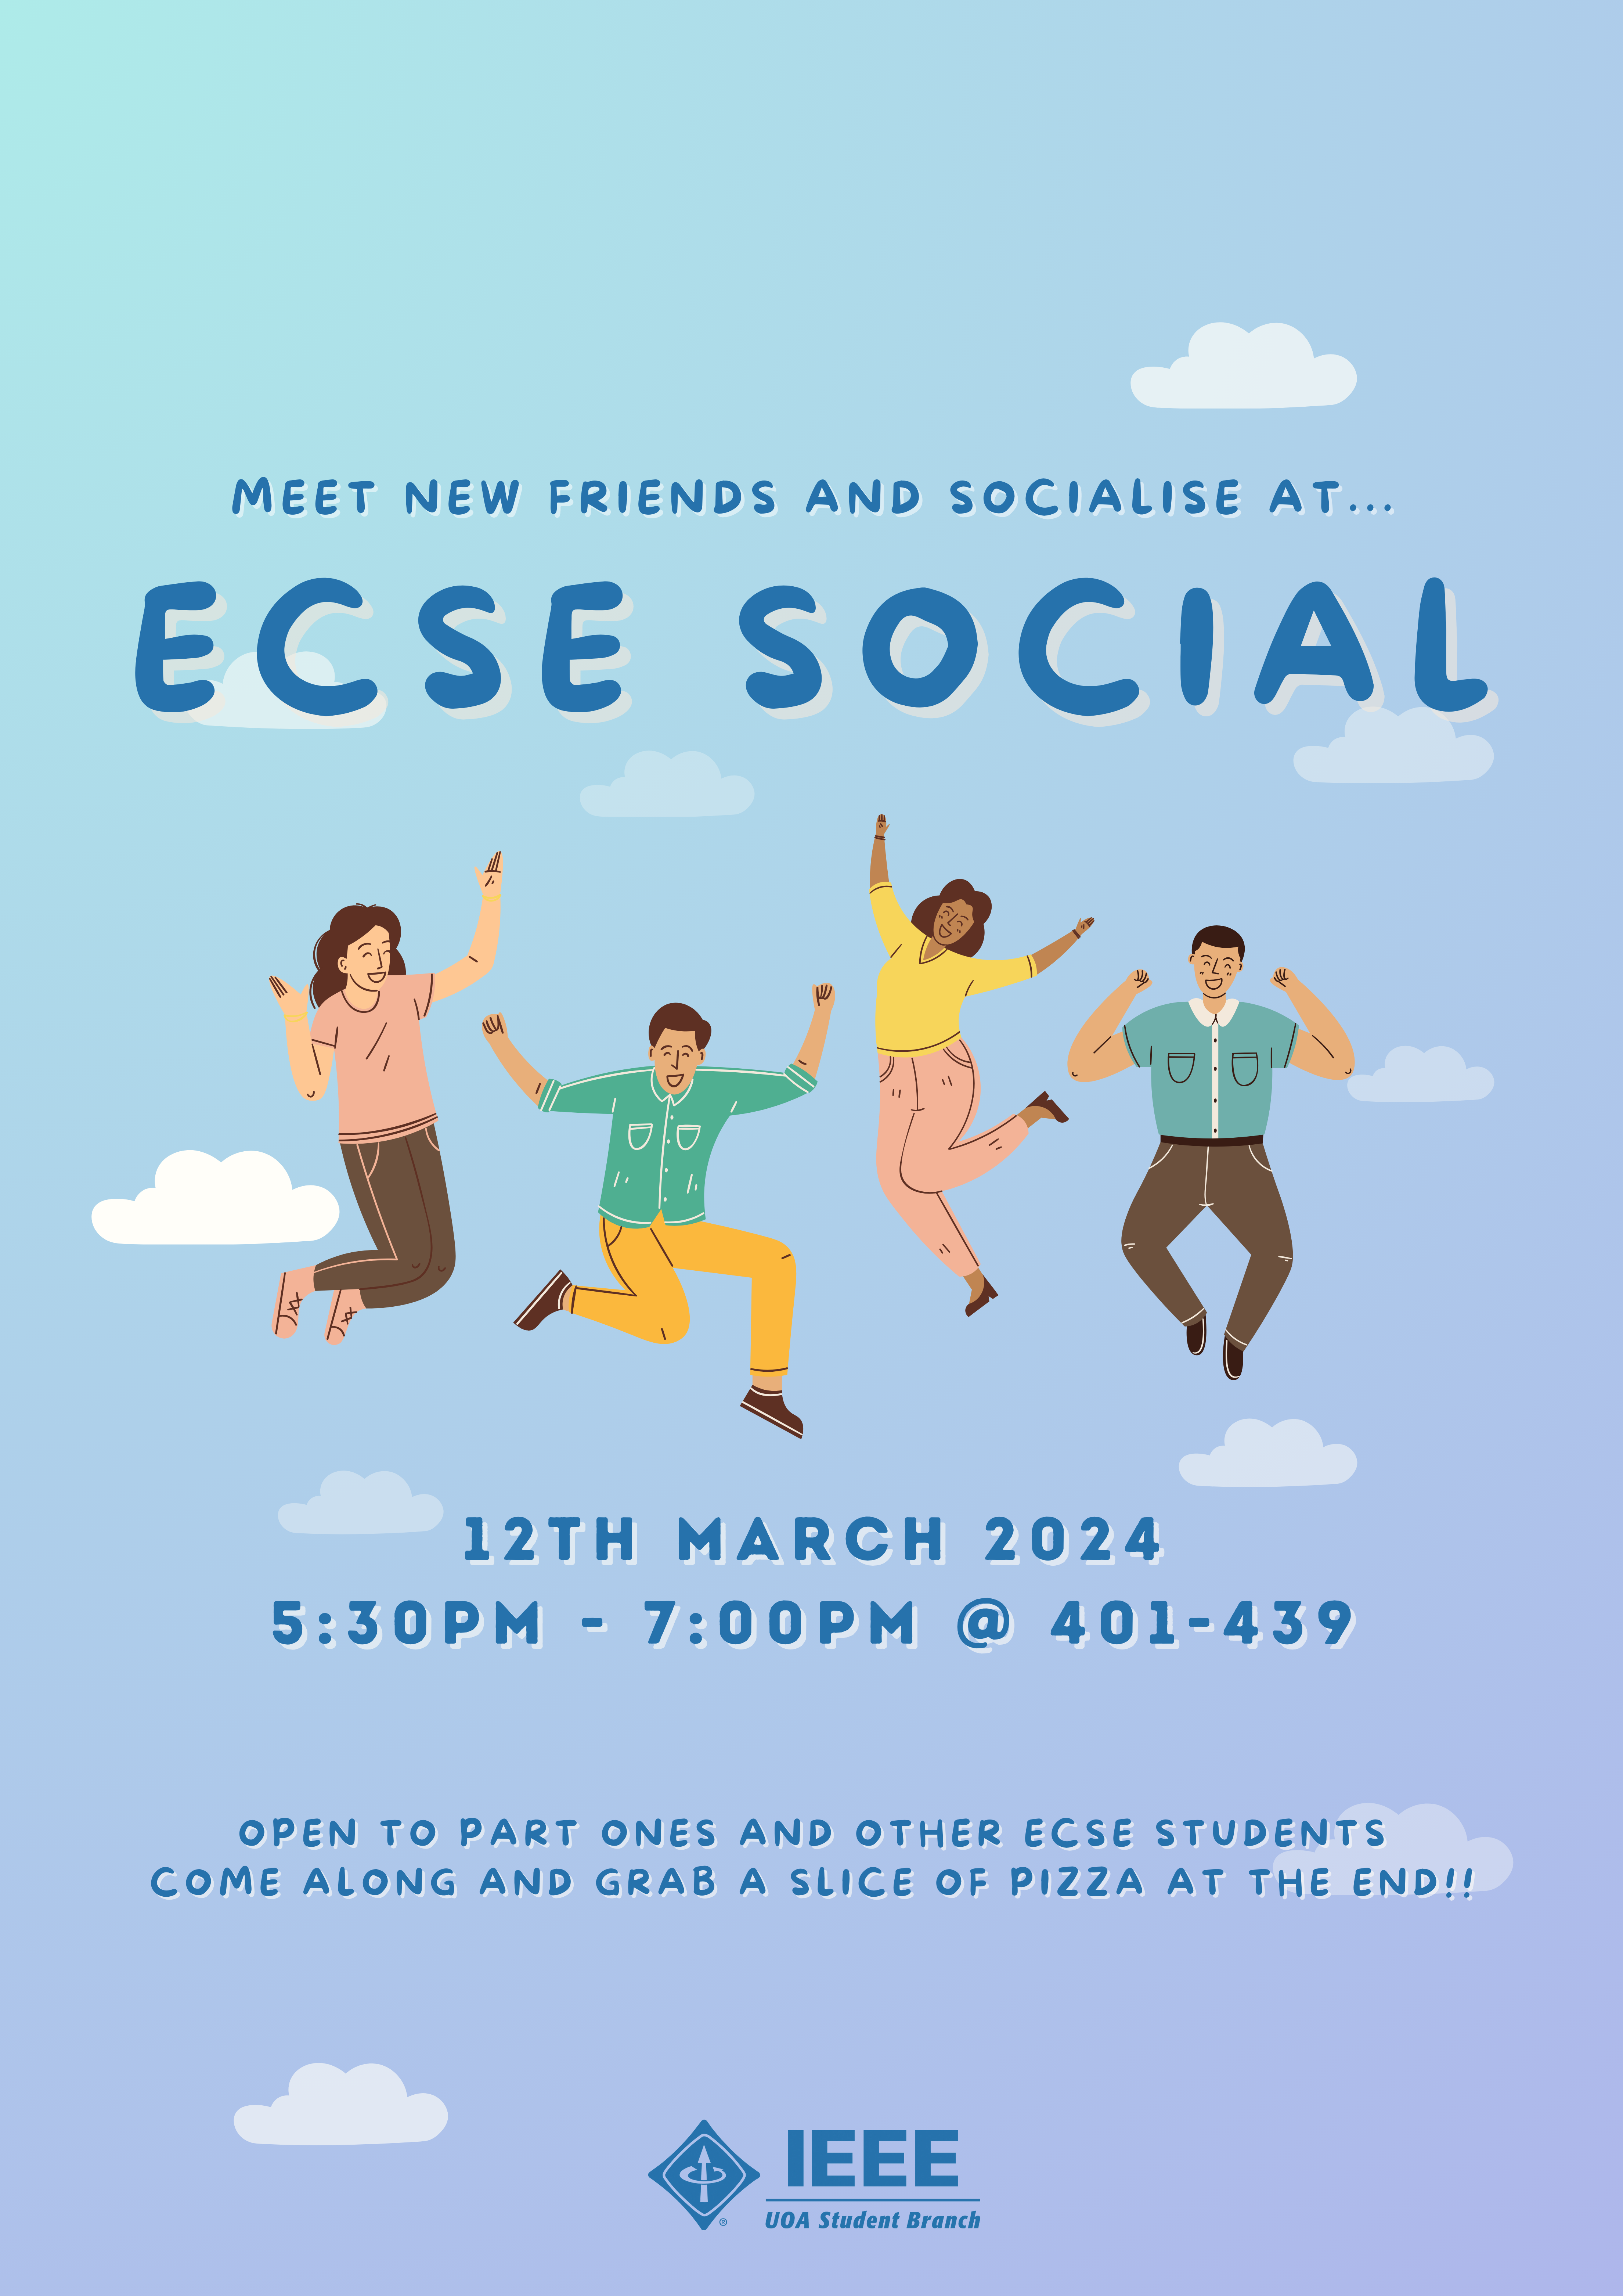 MEET NEW FRIENDS AND SOCIALISE AT...
ECSE SOCIAL
12TH MARCH 2024
5:30PM - 7:00PM @ 401-439
OPEN TO PART ONES AND OTHER ECSE STUDENTS
COME ALONG AND GRAB A SLICE OF PIZZA AT THE END!!
IEEE
®
UOA Student Branch